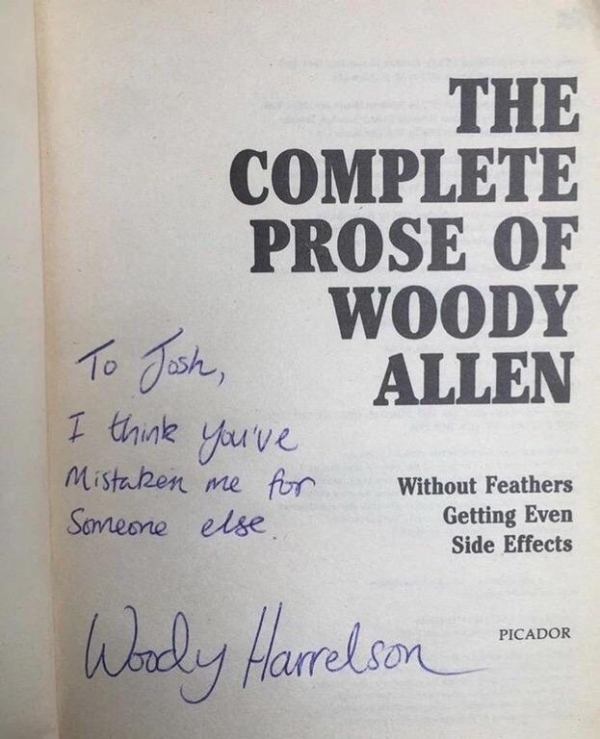 THE
COMPLETE
PROSE OF
WOODY
ALLEN
To Josh,
I think you've
Mistaken me for
Someone else.
Without Feathers
Getting Even
Side Effects
Woody Harrelson
PICADOR